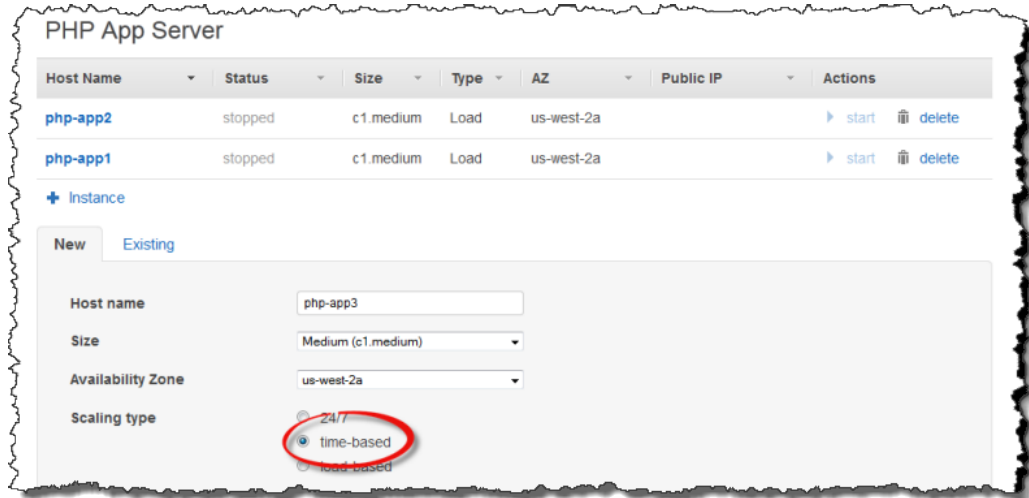 PHP App Server
Host Name Status Size Type AZ Public IP Actions
php-app2 stopped c1.medium Load us-west-2a start delete
php-app1 stopped c1.medium Load us-west-2a start delete
Instance
New Existing
Host name php-app3
Size Medium (c1.medium)
Availability Zone us-west-2a
Scaling type 24/7
time-based
load-based